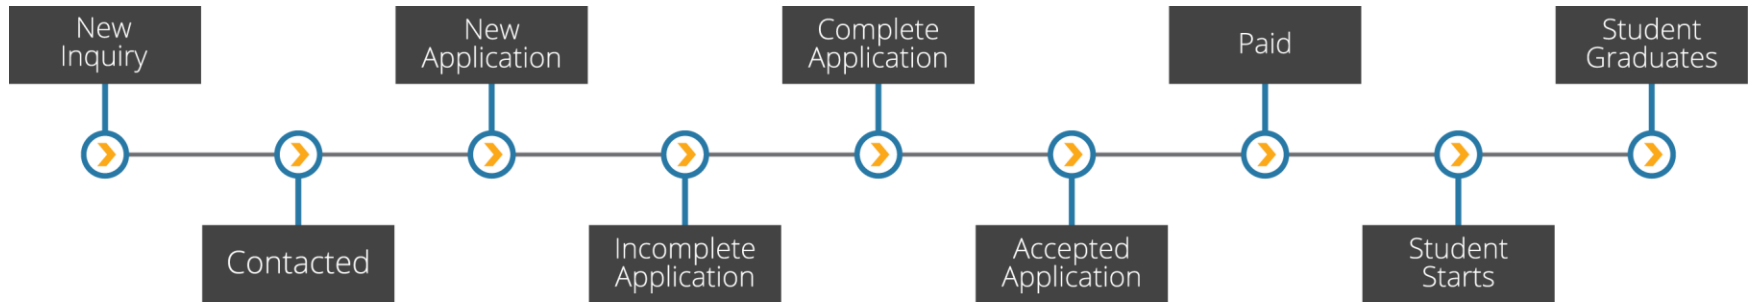 New
Inquiry
Contacted
New
Application
Incomplete
Application
Complete
Application
Accepted
Application
Paid
Student
Starts
Student
Graduates